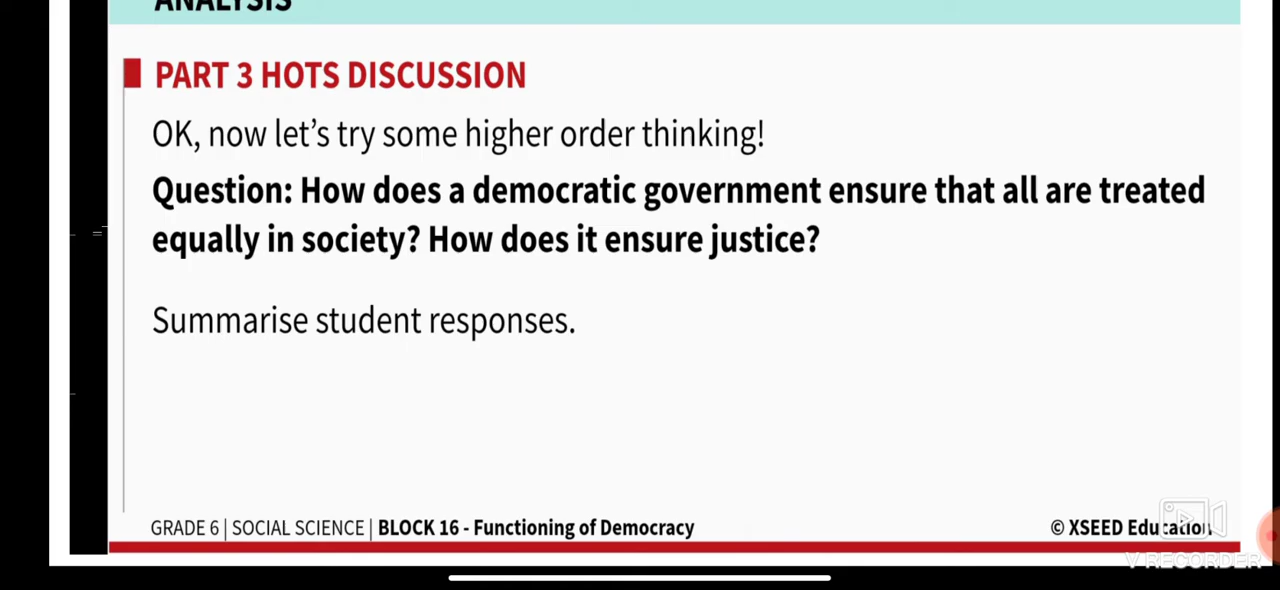 ANALYSIS
PART 3 HOTS DISCUSSION
OK, now let's try some higher order thinking!
Question: How does a democratic government ensure that all are treated
equally in society? How does it ensure justice?
Summarise student responses.
GRADE 6 | SOCIAL SCIENCE | BLOCK 16 - Functioning of Democracy
© XSEED Education
V RECORDER